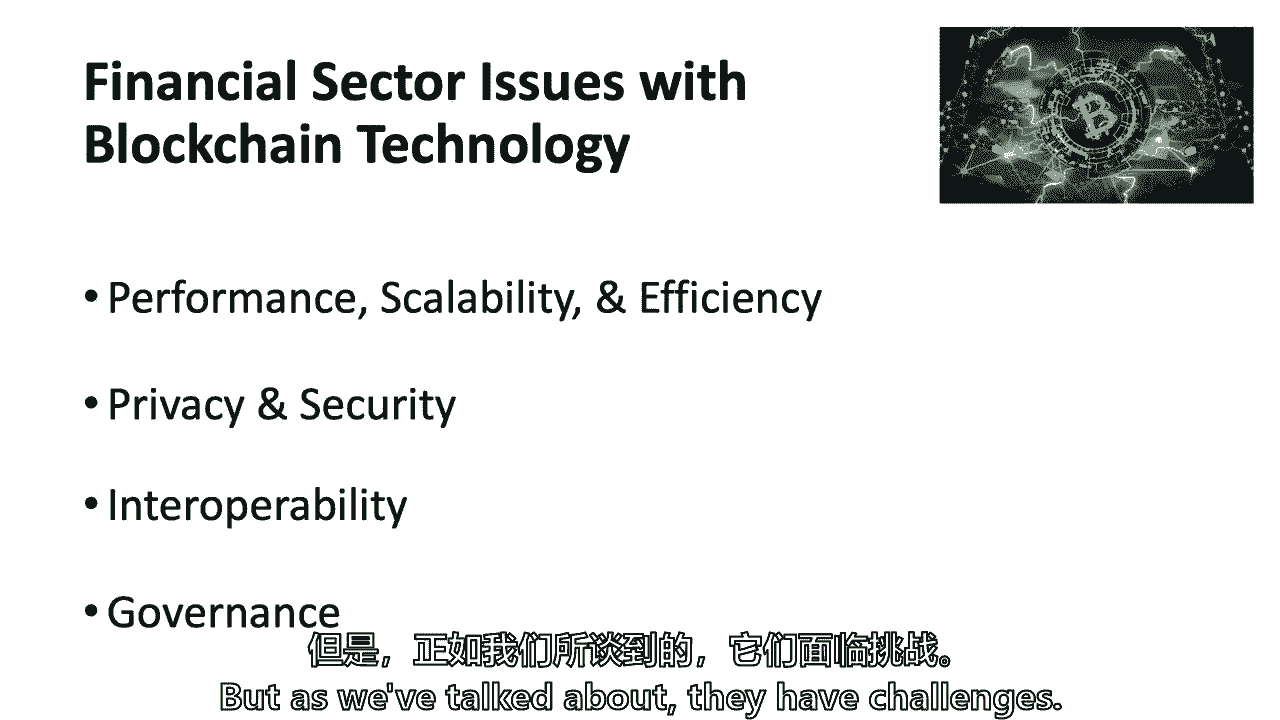 Financial Sector Issues with
Blockchain Technology
• Performance, Scalability, & Efficiency
• Privacy & Security
• Interoperability
• Governance
但是，正如我们所谈到的，它们面临挑战。
But as we've talked about, they have challenges.